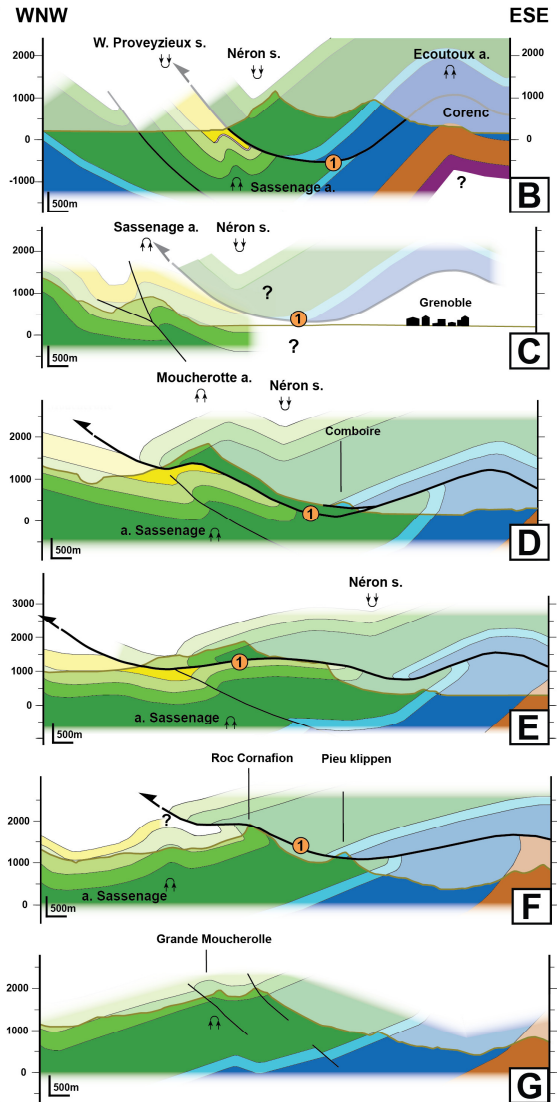 WNW ESE
W. Proveyzieux s. Néron s. Ecoutoux a.
2000 2000
1000 Corenc 1000
0 0
-1000 1 ?
Sassenage a.
500m B
Sassenage a. Néron s.
2000
1000 ? Grenoble
0 1
?
500m C
Moucherotte a. Néron s.
2000 Comboire
1000
0 1
a. Sassenage
500m D
Néron s.
3000
2000
1000 1
0
a. Sassenage
500m E
Roc Cornafion Pieu klippen
2000 ?
1000 1
a. Sassenage
0
500m F
Grande Moucherolle
2000
1000
0
500m G